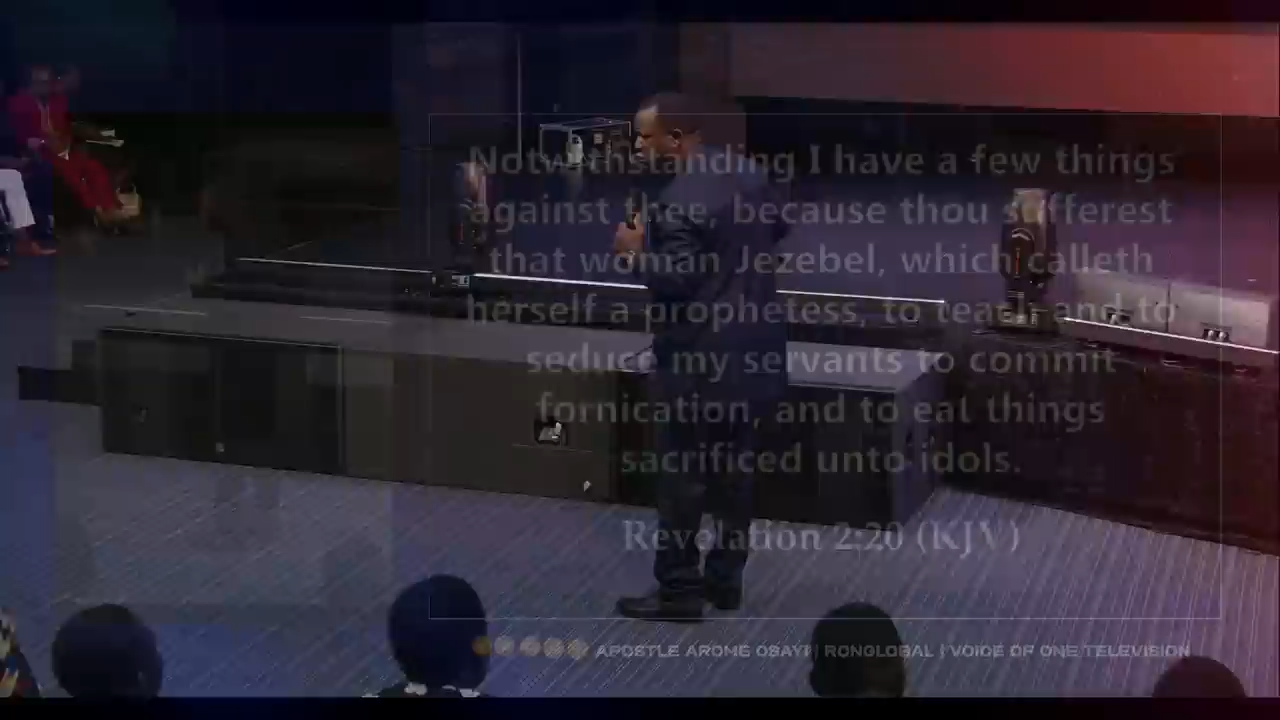 Notwithstanding I have a few things
against thee, because thou sufferest
that woman Jezebel, which calleth
herself a prophetess, to teach and to
seduce my servants to commit
fornication, and to eat things
sacrificed unto idols.
Revelation 2:20 (KJV)
APOSTLE AROME OSAYI | RONGLOBAL | VOICE OF ONE TELEVISION